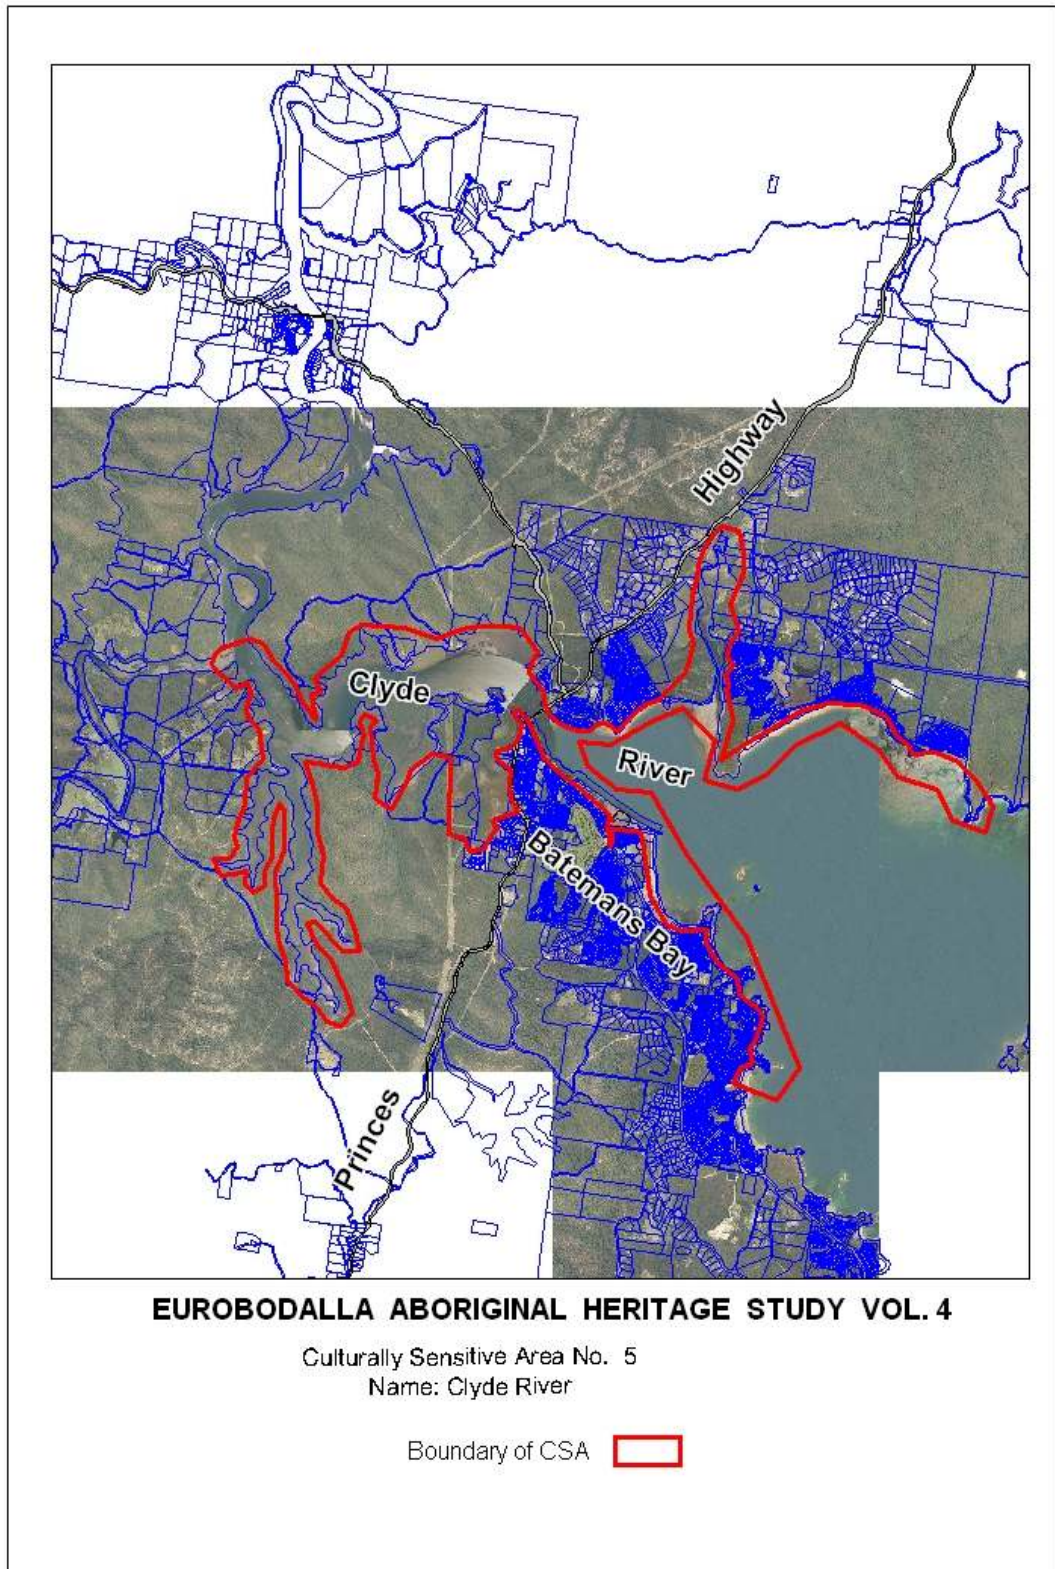 Highway
Clyde
River
Batemans Bay
Princes
EUROBODALLA ABORIGINAL HERITAGE STUDY VOL. 4
Culturally Sensitive Area No. 5
Name: Clyde River
Boundary of CSA